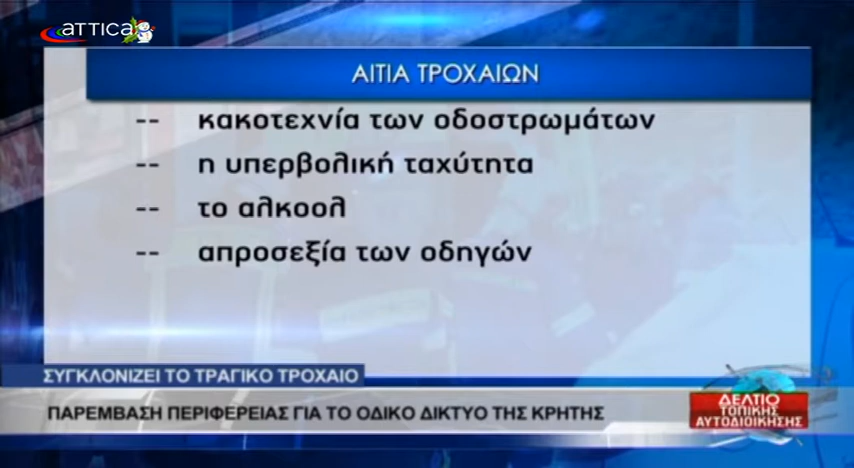 ATTICA
ΑΙΤΙΑ ΤΡΟΧΑΙΩΝ
-- κακοτεχνία των οδοστρωμάτων
-- η υπερβολική ταχύτητα
-- το αλκοολ
-- απροσεξία των οδηγών
ΣΥΓΚΛΟΝΙΖΕΙ ΤΟ ΤΡΑΓΙΚΟ ΤΡΟΧΑΙΟ
ΠΑΡΕΜΒΑΣΗ ΠΕΡΙΦΕΡΕΙΑΣ ΓΙΑ ΤΟ ΟΔΙΚΟ ΔΙΚΤΥΟ ΤΗΣ ΚΡΗΤΗΣ
ΔΕΛΤΙΟ
ΤΟΠΙΚΗΣ
ΑΥΤΟΔΙΟΙΚΗΣΗΣ